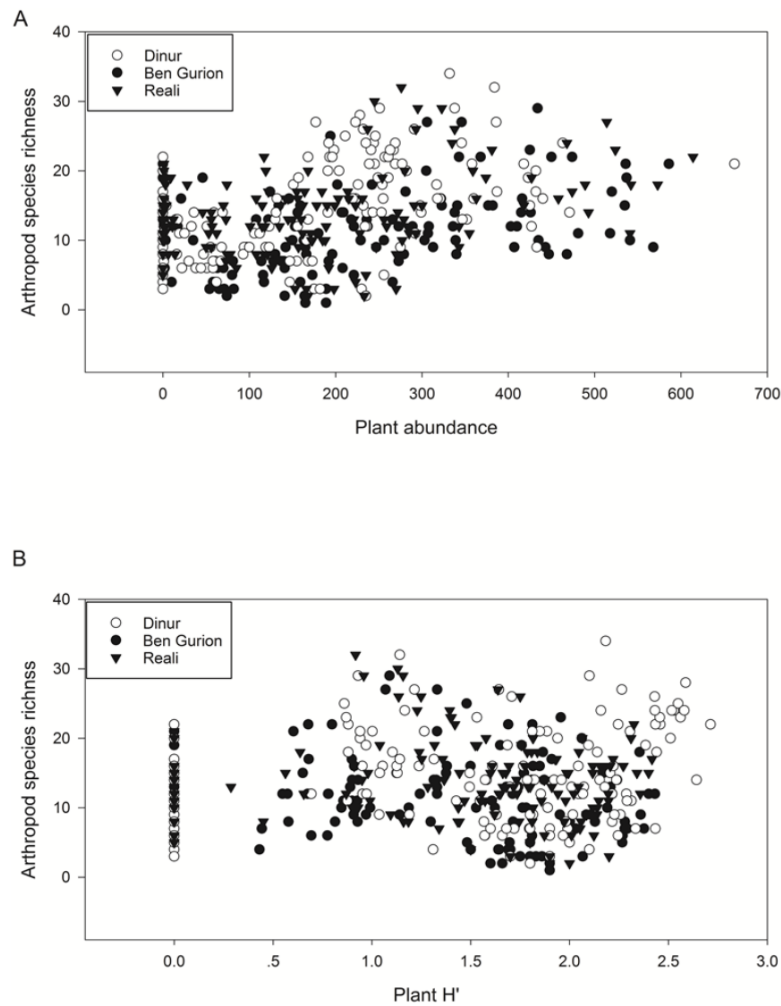 A
40
30
20
10
0
Arthropod species richness
Dinur
Ben Gurion
Reali
0 100 200 300 400 500 600 700
Plant abundance
B
40
30
20
10
0
Arthropod species richnss
Dinur
Ben Gurion
Reali
0.0 .5 1.0 1.5 2.0 2.5 3.0
Plant H'